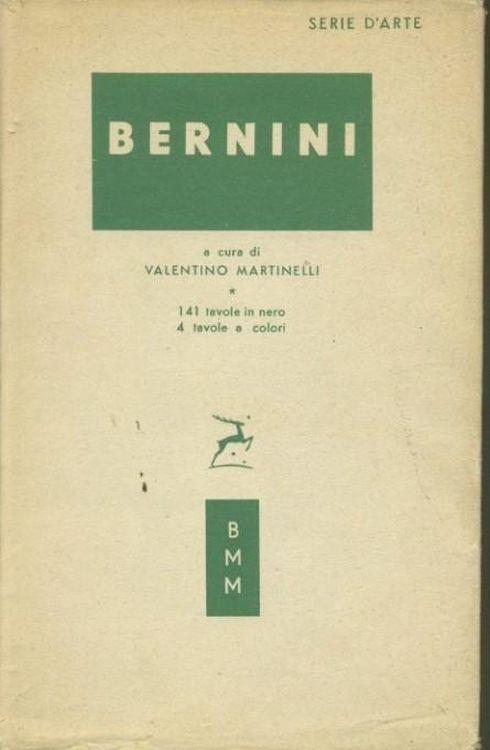 SERIE D'ARTE
BERNINI
a cura di
VALENTINO MARTINELLI
*
141 tavole in nero
4 tavole a colori
B
M
M